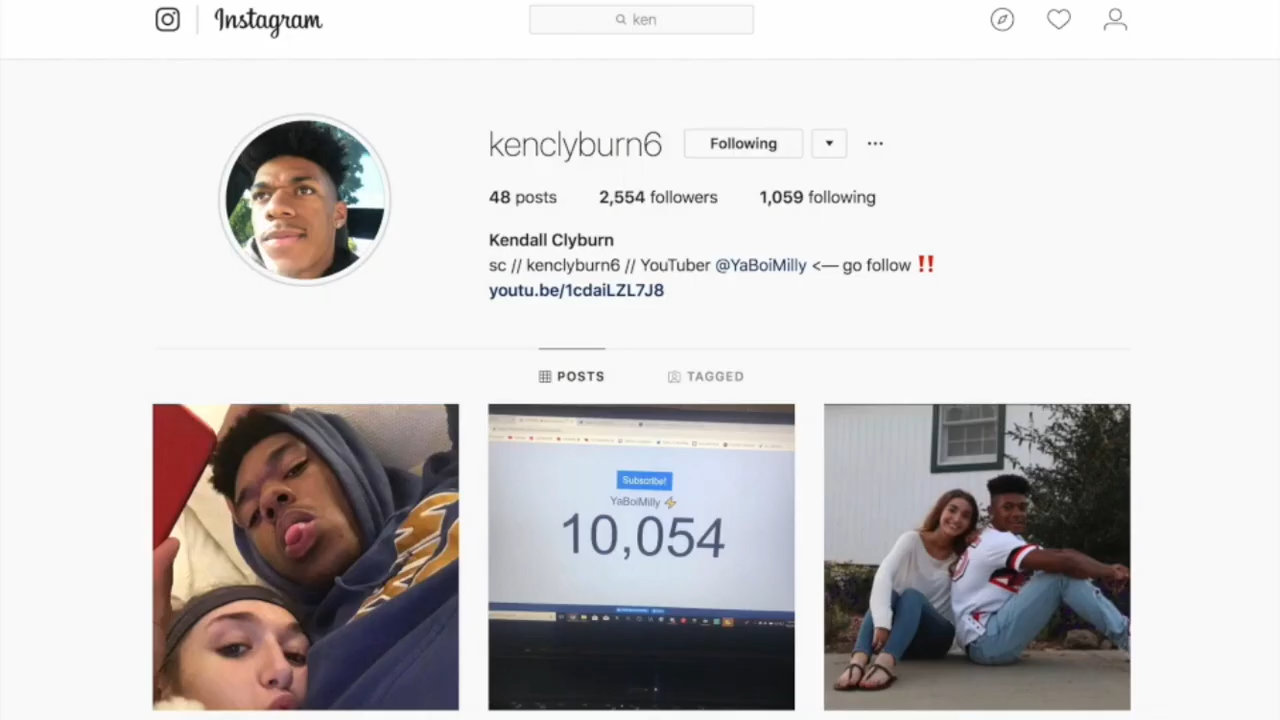 Instagram
ken
kenclyburn6
Following
48 posts 2,554 followers 1,059 following
Kendall Clyburn
sc // kenclyburn6 // YouTuber @YaBoiMilly <— go follow ‼️
youtu.be/1cdaiLZL7J8
POSTS TAGGED
Subscribe!
YaBoiMilly ⚡
10,054